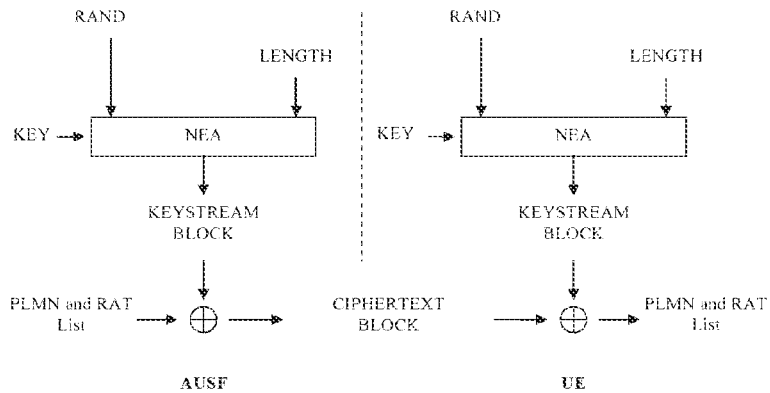 RAND
RAND
LENGTH
LENGTH
KEY
NEA
KEY
NEA
KEYSTREAM
BLOCK
KEYSTREAM
BLOCK
PLMN and RAT
List
CIPHERTEXT
BLOCK
PLMN and RAT
List
AUSF
UE